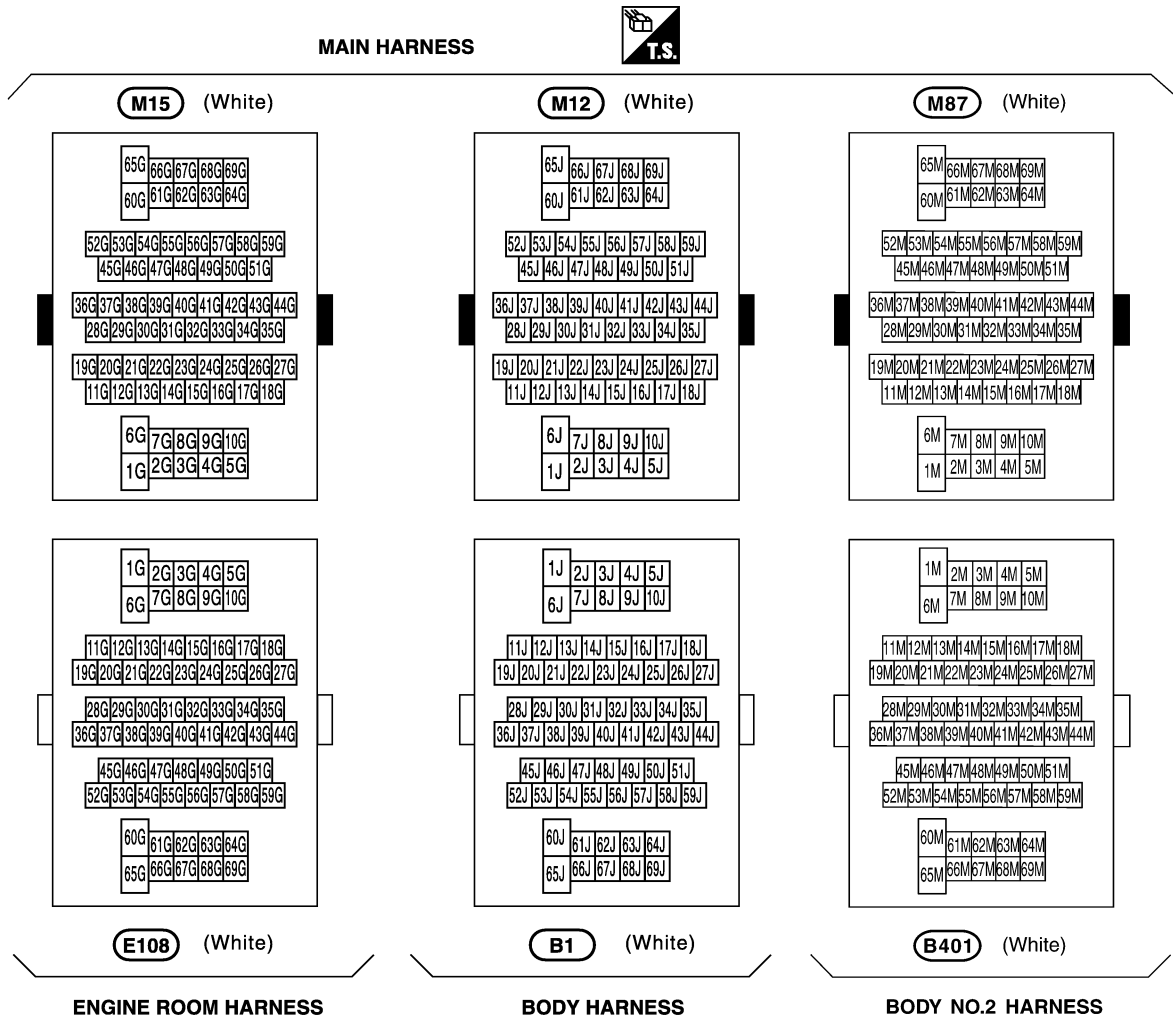 MAIN HARNESS
T.S.
M15 (White) M12 (White) M87 (White)
65G 66G 67G 68G 69G 65J 66J 67J 68J 69J 65M 66M 67M 68M 69M
60G 61G 62G 63G 64G 60J 61J 62J 63J 64J 60M 61M 62M 63M 64M
52G 53G 54G 55G 56G 57G 58G 59G 52J 53J 54J 55J 56J 57J 58J 59J 52M 53M 54M 55M 56M 57M 58M 59M
45G 46G 47G 48G 49G 50G 51G 45J 46J 47J 48J 49J 50J 51J 45M 46M 47M 48M 49M 50M 51M
36G 37G 38G 39G 40G 41G 42G 43G 44G 36J 37J 38J 39J 40J 41J 42J 43J 44J 36M 37M 38M 39M 40M 41M 42M 43M 44M
28G 29G 30G 31G 32G 33G 34G 35G 28J 29J 30J 31J 32J 33J 34J 35J 28M 29M 30M 31M 32M 33M 34M 35M
19G 20G 21G 22G 23G 24G 25G 26G 27G 19J 20J 21J 22J 23J 24J 25J 26J 27J 19M 20M 21M 22M 23M 24M 25M 26M 27M
11G 12G 13G 14G 15G 16G 17G 18G 11J 12J 13J 14J 15J 16J 17J 18J 11M 12M 13M 14M 15M 16M 17M 18M
6G 7G 8G 9G 10G 6J 7J 8J 9J 10J 6M 7M 8M 9M 10M
1G 2G 3G 4G 5G 1J 2J 3J 4J 5J 1M 2M 3M 4M 5M
1G 2G 3G 4G 5G 1J 2J 3J 4J 5J 1M 2M 3M 4M 5M
6G 7G 8G 9G 10G 6J 7J 8J 9J 10J 6M 7M 8M 9M 10M
11G 12G 13G 14G 15G 16G 17G 18G 11J 12J 13J 14J 15J 16J 17J 18J 11M 12M 13M 14M 15M 16M 17M 18M
19G 20G 21G 22G 23G 24G 25G 26G 27G 19J 20J 21J 22J 23J 24J 25J 26J 27J 19M 20M 21M 22M 23M 24M 25M 26M 27M
28G 29G 30G 31G 32G 33G 34G 35G 28J 29J 30J 31J 32J 33J 34J 35J 28M 29M 30M 31M 32M 33M 34M 35M
36G 37G 38G 39G 40G 41G 42G 43G 44G 36J 37J 38J 39J 40J 41J 42J 43J 44J 36M 37M 38M 39M 40M 41M 42M 43M 44M
45G 46G 47G 48G 49G 50G 51G 45J 46J 47J 48J 49J 50J 51J 45M 46M 47M 48M 49M 50M 51M
52G 53G 54G 55G 56G 57G 58G 59G 52J 53J 54J 55J 56J 57J 58J 59J 52M 53M 54M 55M 56M 57M 58M 59M
60G 61G 62G 63G 64G 60J 61J 62J 63J 64J 60M 61M 62M 63M 64M
65G 66G 67G 68G 69G 65J 66J 67J 68J 69J 65M 66M 67M 68M 69M
E108 (White) B1 (White) B401 (White)
ENGINE ROOM HARNESS BODY HARNESS BODY NO.2 HARNESS